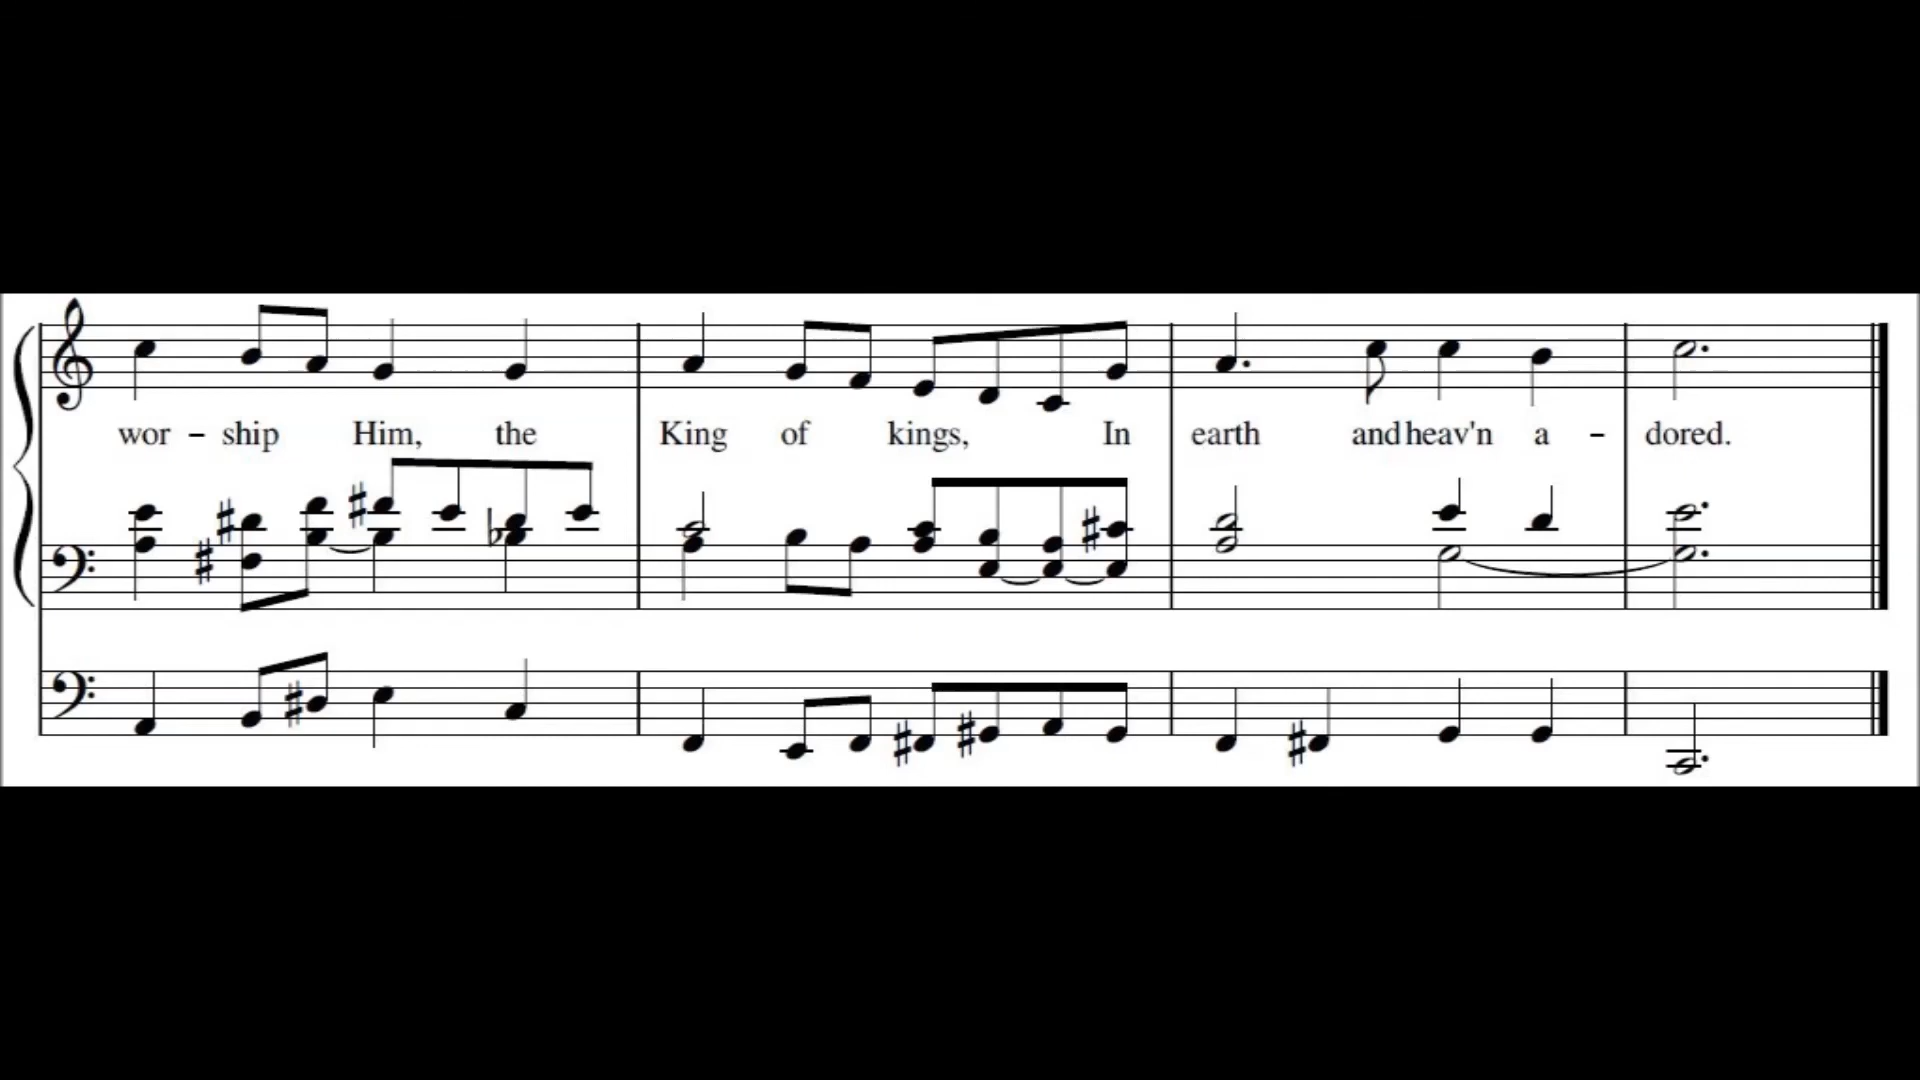 wor - ship Him, the King of kings, In earth and heav'n a - dored.